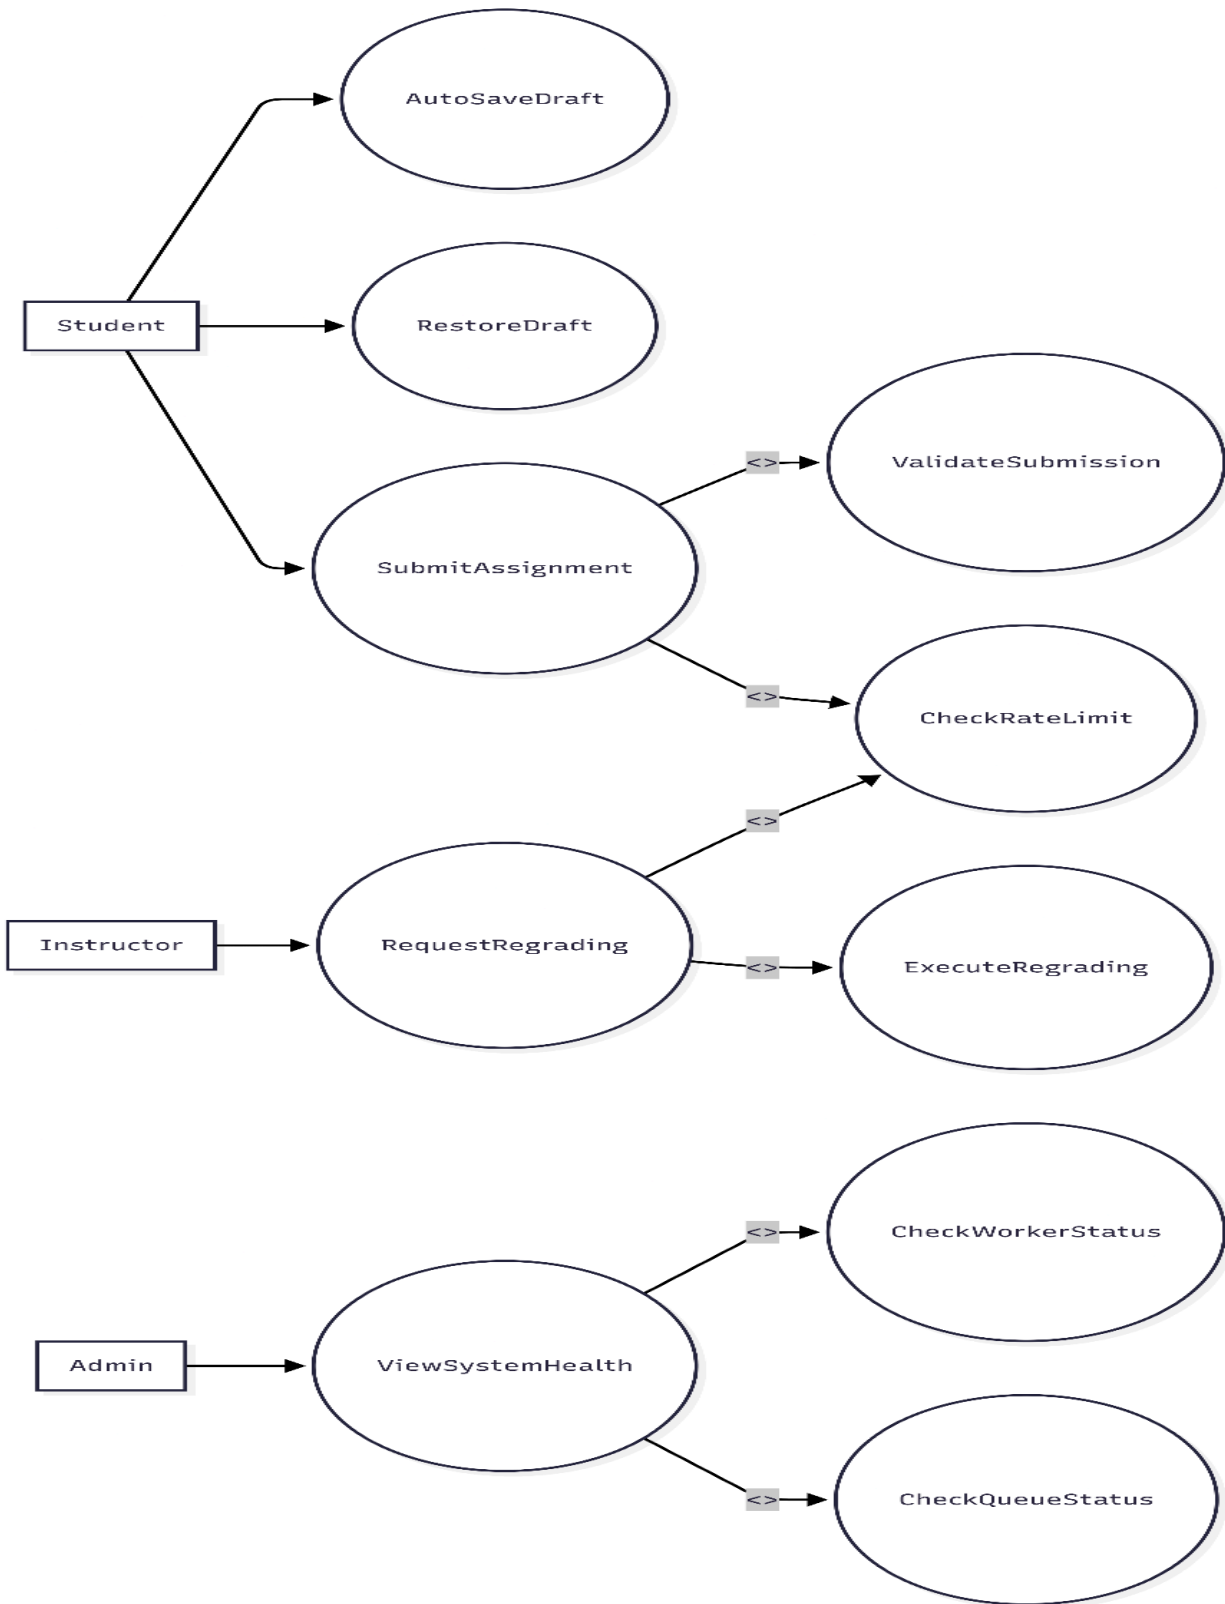 AutoSaveDraft
Student
RestoreDraft
<>
ValidateSubmission
SubmitAssignment
<>
CheckRateLimit
<>
Instructor
RequestRegrading
<>
ExecuteRegrading
<>
CheckWorkerStatus
Admin
ViewSystemHealth
<>
CheckQueueStatus